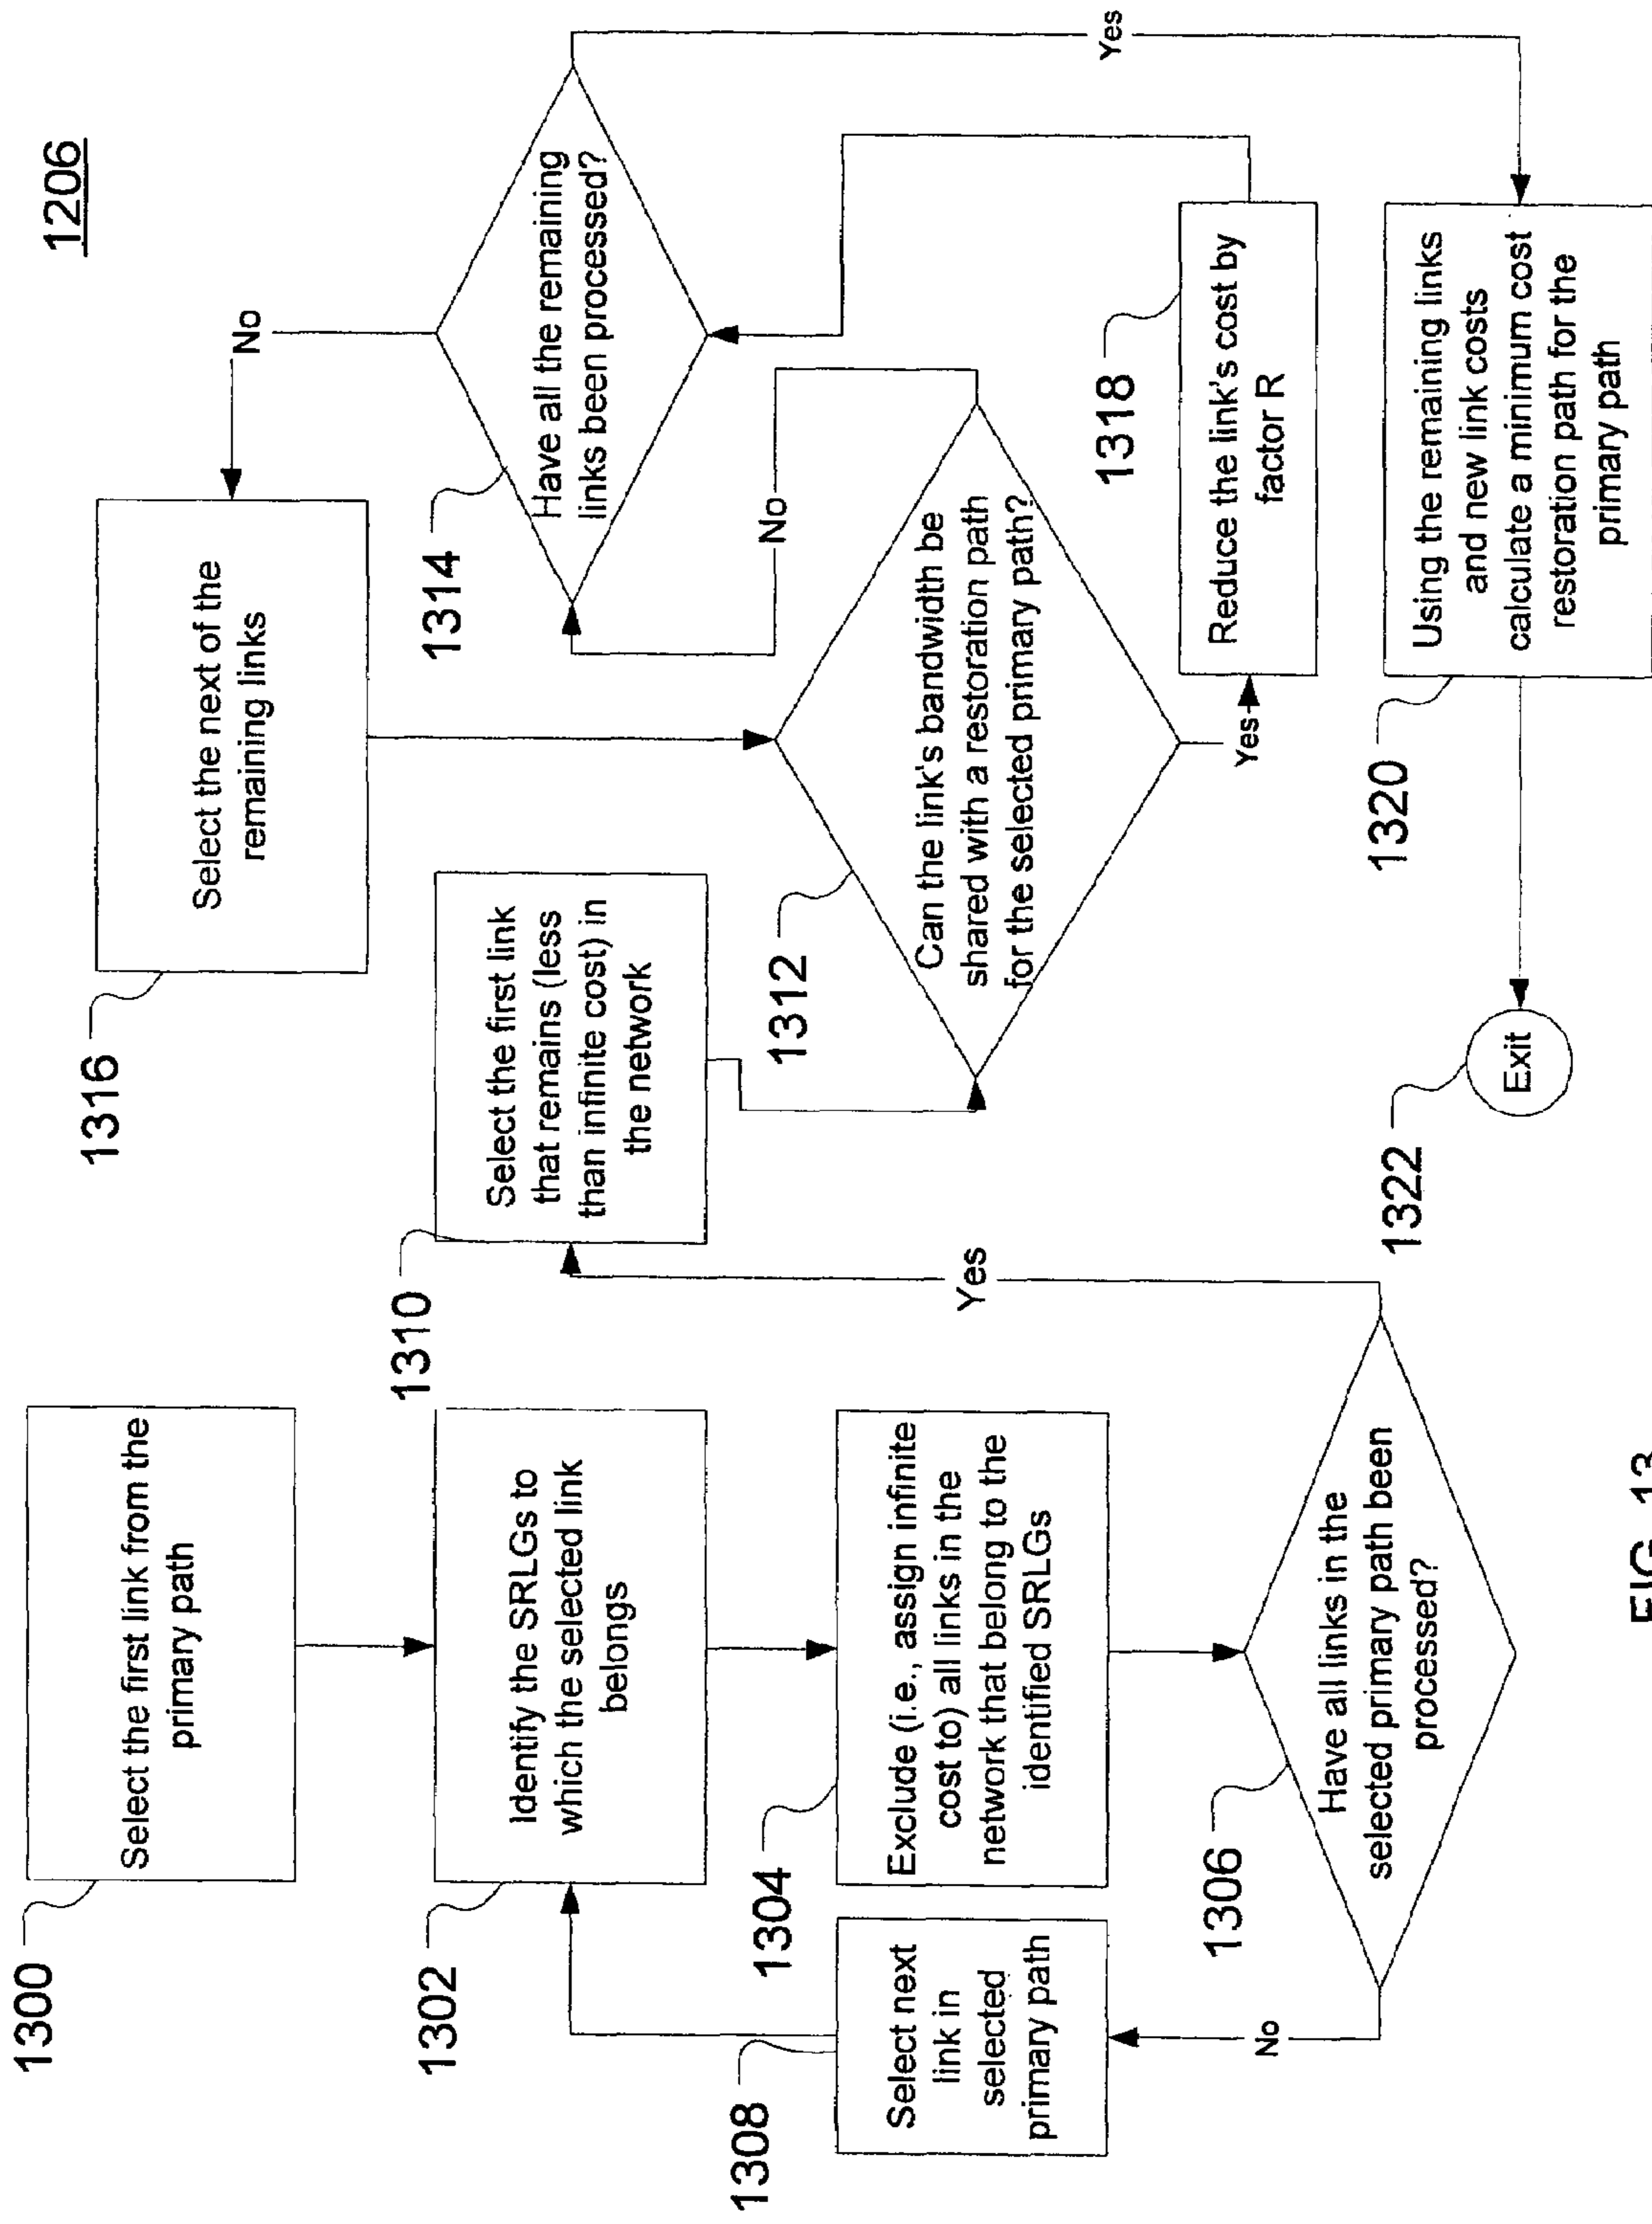 1206
1300
Select the first link from the
primary path
1302
Identify the SRLGs to
which the selected link
belongs
1304
Exclude (i.e., assign infinite
cost to) all links in the
network that belong to the
identified SRLGs
1308
Select next
link in
selected
primary path
1306
Have all links in the
selected primary path been
processed?
No
Yes
1310
Select the first link
that remains (less
than infinite cost) in
the network
1316
Select the next of the
remaining links
1312
Can the link's bandwidth be
shared with a restoration path
for the selected primary path?
No
Yes
1314
Have all the remaining
links been processed?
No
Yes
1318
Reduce the link's cost by
factor R
1320
Using the remaining links
and new link costs
calculate a minimum cost
restoration path for the
primary path
1322
Exit
FIG. 13